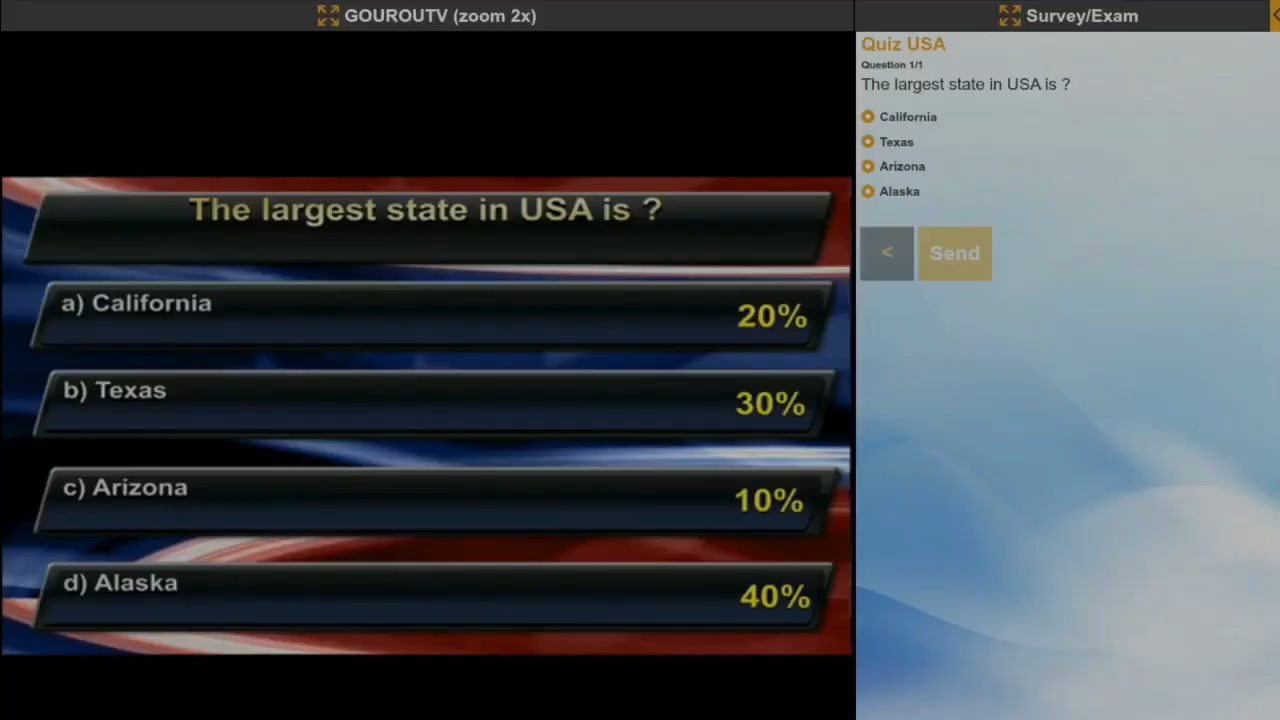 GOUROUTV (zoom 2x)
The largest state in USA is ?
a) California 20%
b) Texas 30%
c) Arizona 10%
d) Alaska 40%
Survey/Exam
Quiz USA
Question 1/1
The largest state in USA is ?
California
Texas
Arizona
Alaska
< Send